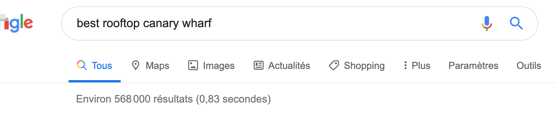 gle best rooftop canary wharf
Tous Maps Images Actualités Shopping Plus Paramètres Outils
Environ 568 000 résultats (0,83 secondes)